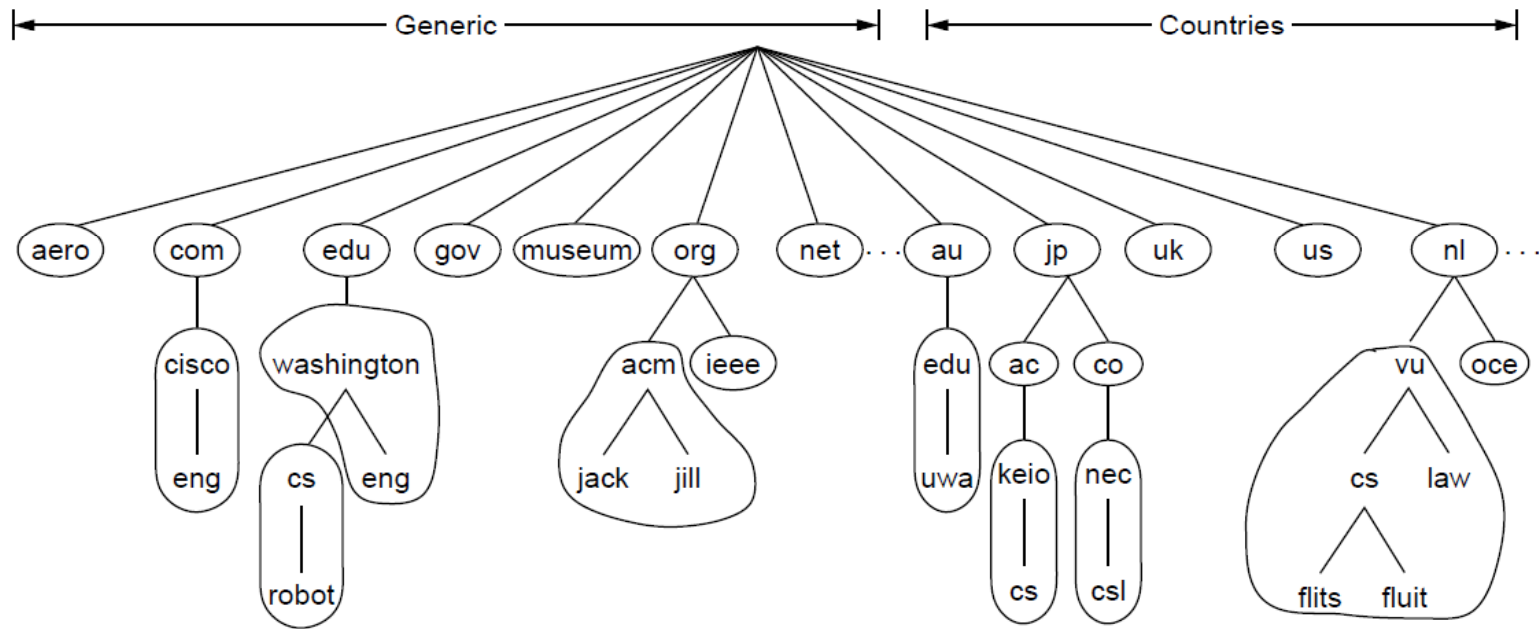 Generic Countries
aero com edu gov museum org net ... au jp uk us nl ...
cisco washington acm ieee edu ac co vu oce
eng cs eng jack jill uwa keio nec cs law
robot cs csl flits fluit